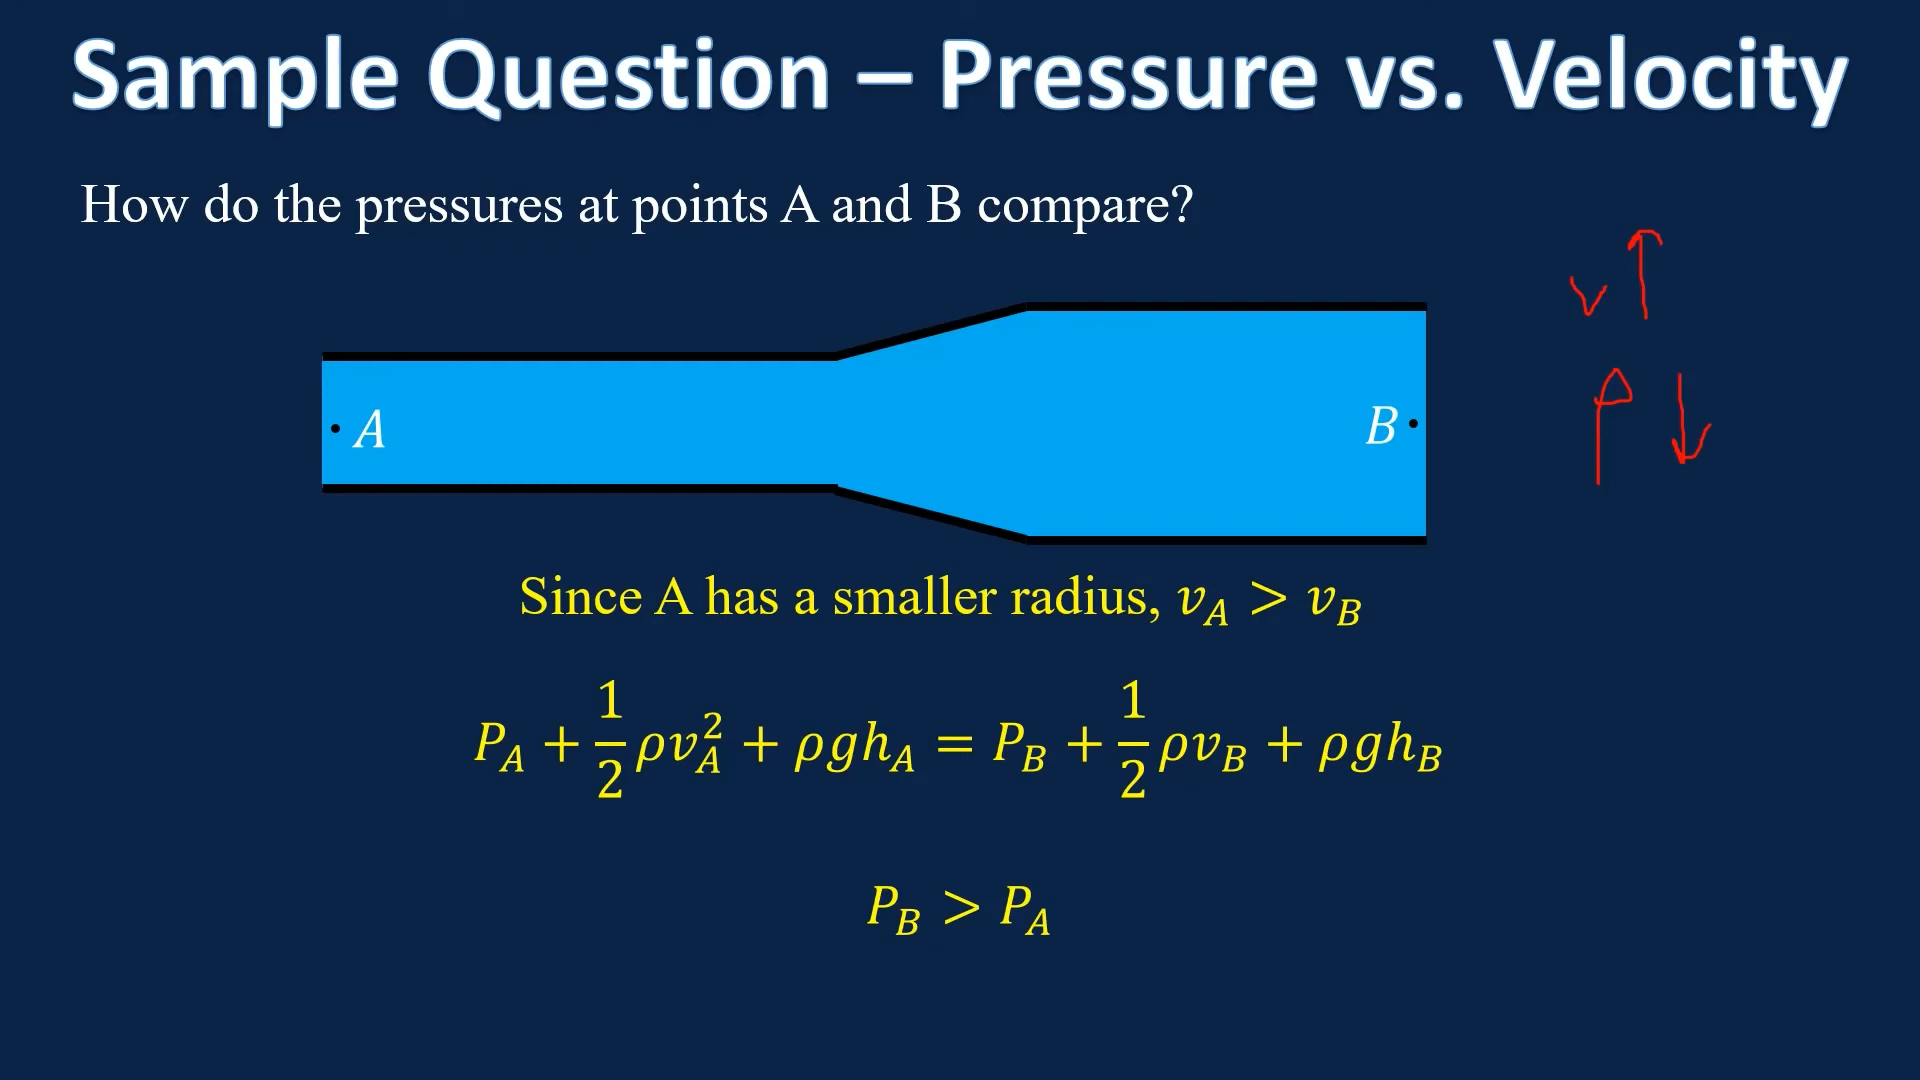 Sample Question – Pressure vs. Velocity
How do the pressures at points A and B compare?
v↑
P↓
A
B
Since A has a smaller radius, v_A > v_B
P_A + 1/2 ρv_A^2 + ρgh_A = P_B + 1/2 ρv_B + ρgh_B
P_B > P_A